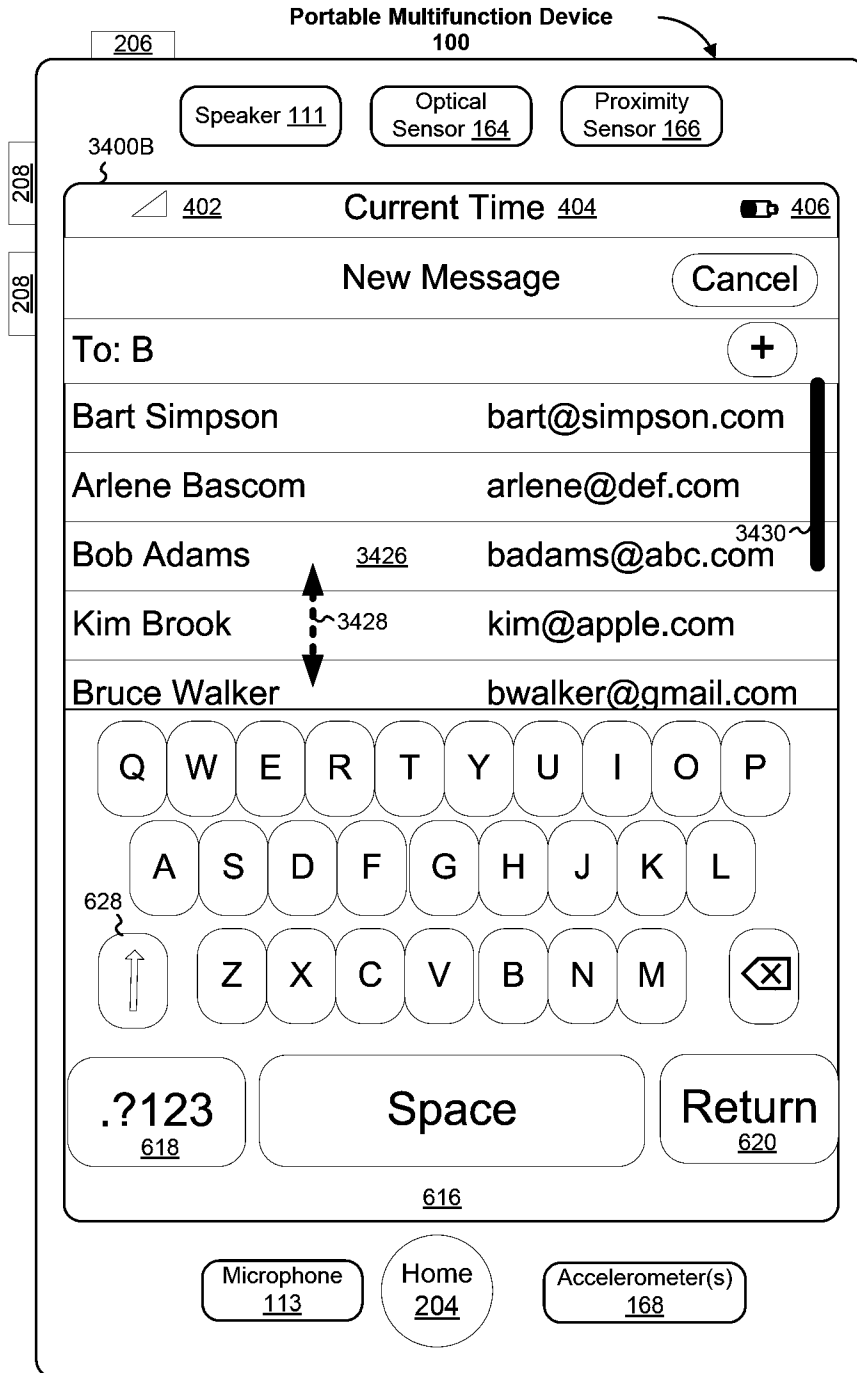 Portable Multifunction Device
100
206
Speaker 111
Optical
Sensor 164
Proximity
Sensor 166
3400B
208
208
402 Current Time 404 406
New Message Cancel
To: B +
Bart Simpson bart@simpson.com
Arlene Bascom arlene@def.com
3430
Bob Adams 3426 badams@abc.com
Kim Brook 3428 kim@apple.com
Bruce Walker bwalker@gmail.com
Q W E R T Y U I O P
A S D F G H J K L
628
Z X C V B N M
.?123 Space Return
618 620
616
Microphone
113
Home
204
Accelerometer(s)
168